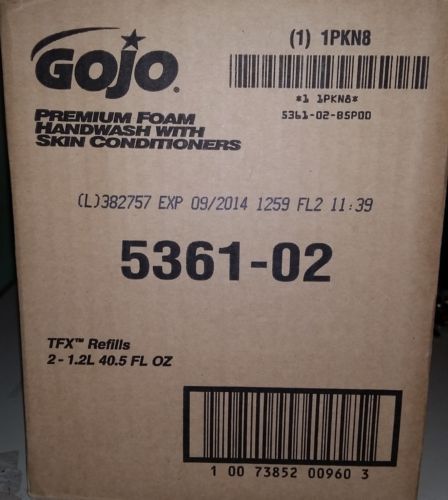 GOJO.
(1) 1PKN8
*1 1PKN8*
5361-02-B5P00
PREMIUM FOAM
HANDWASH WITH
SKIN CONDITIONERS
(L)382757 EXP 09/2014 1259 FL2 11:39
5361-02
TFX™ Refills
2 - 1.2L 40.5 FL OZ
1 00 73852 00960 3